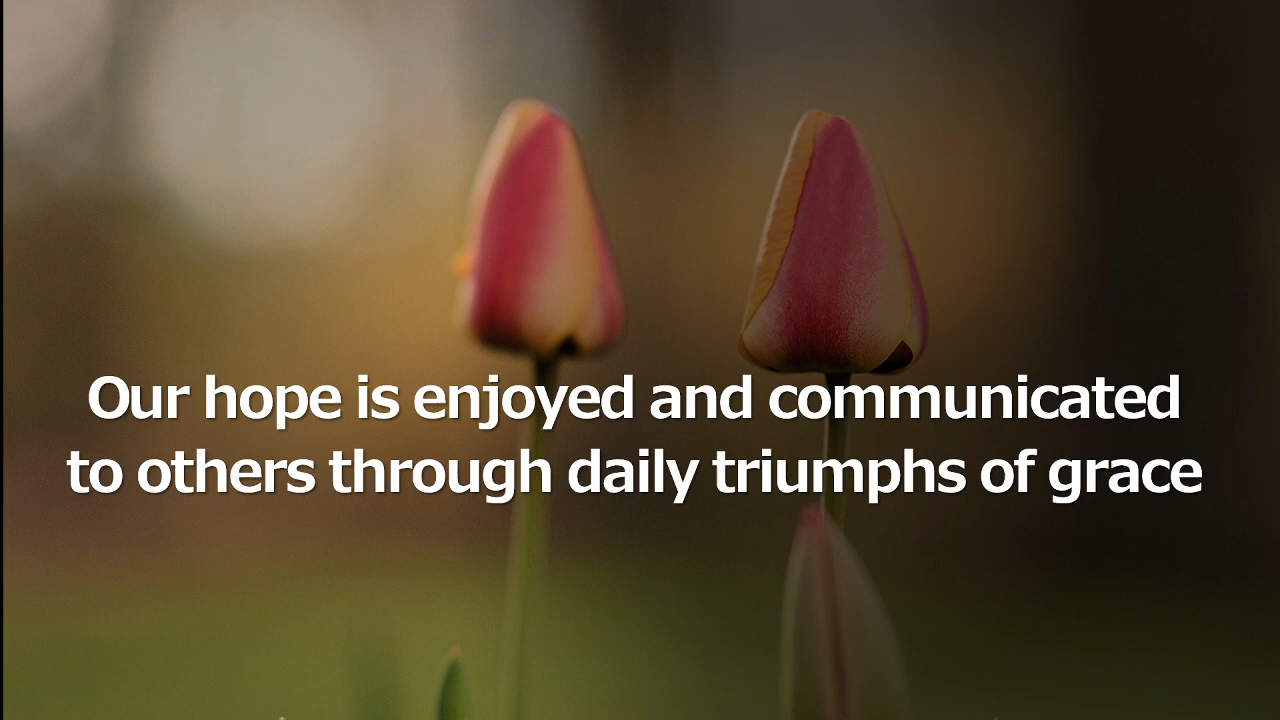 Our hope is enjoyed and communicated
to others through daily triumphs of grace